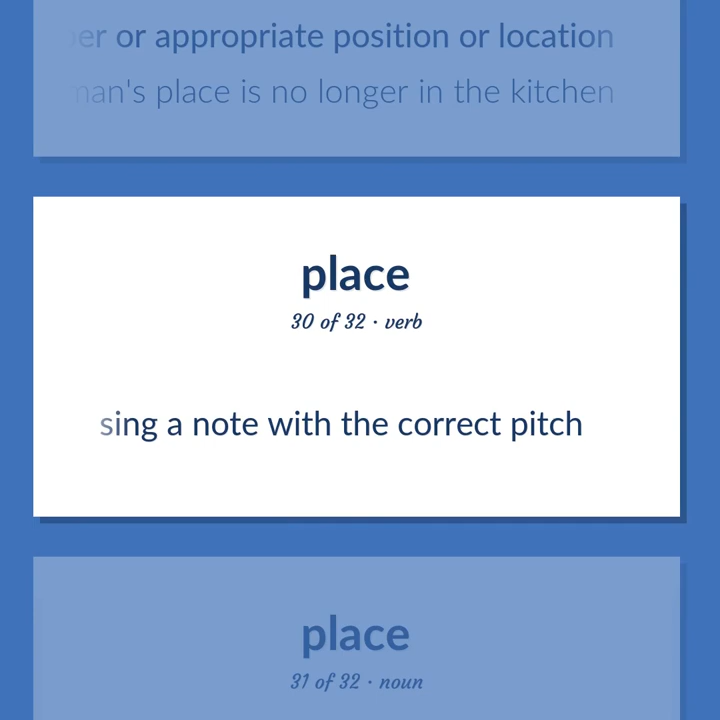 or appropriate position or location
place is no longer in the kitchen
place
30 of 32 · verb
sing a note with the correct pitch
place
31 of 32 · noun